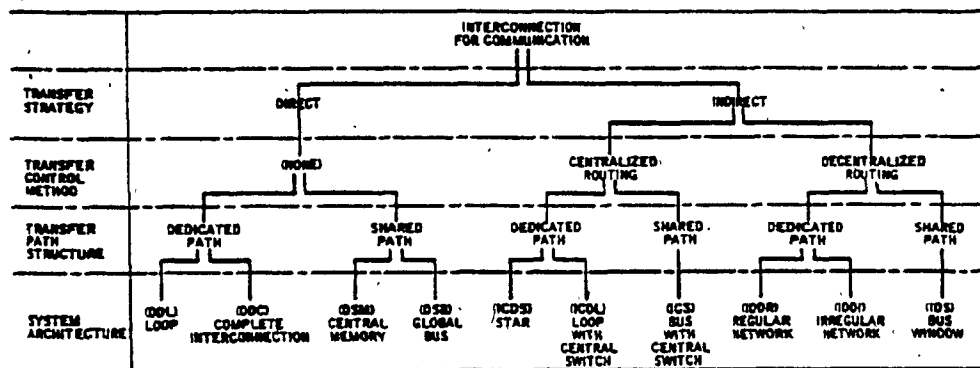 INTERCONNECTION
FOR COMMUNICATION
TRANSFER
STRATEGY
DIRECT
INDIRECT
TRANSFER
CONTROL
METHOD
(NONE)
CENTRALIZED
ROUTING
DECENTRALIZED
ROUTING
TRANSFER
PATH
STRUCTURE
DEDICATED
PATH
SHARED
PATH
DEDICATED
PATH
SHARED
PATH
DEDICATED
PATH
SHARED
PATH
SYSTEM
ARCHITECTURE
(DDL)
LOOP
(DDC)
COMPLETE
INTERCONNECTION
(DSM)
CENTRAL
MEMORY
(DSB)
GLOBAL
BUS
(ICDS)
STAR
(ICDL)
LOOP
WITH
CENTRAL
SWITCH
(ICS)
BUS
WITH
CENTRAL
SWITCH
(IDDR)
REGULAR
NETWORK
(IDDI)
IRREGULAR
NETWORK
(IDS)
BUS
WINDOW